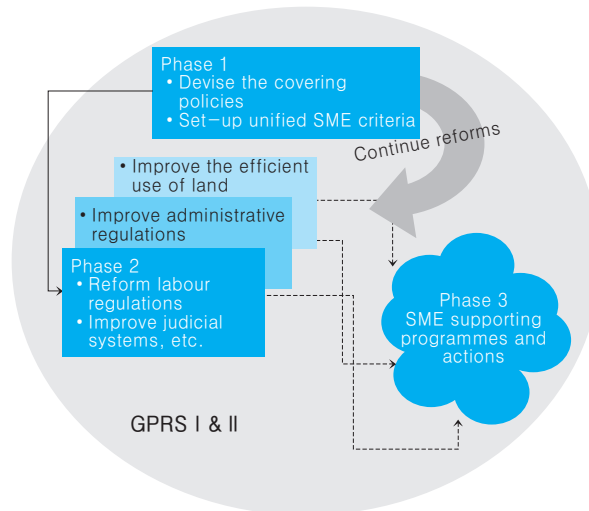 Phase 1
• Devise the covering
policies
• Set-up unified SME criteria
Continue reforms
• Improve the efficient
use of land
• Improve administrative
regulations
Phase 2
• Reform labour
regulations
• Improve judicial
systems, etc.
Phase 3
SME supporting
programmes and
actions
GPRS I & II